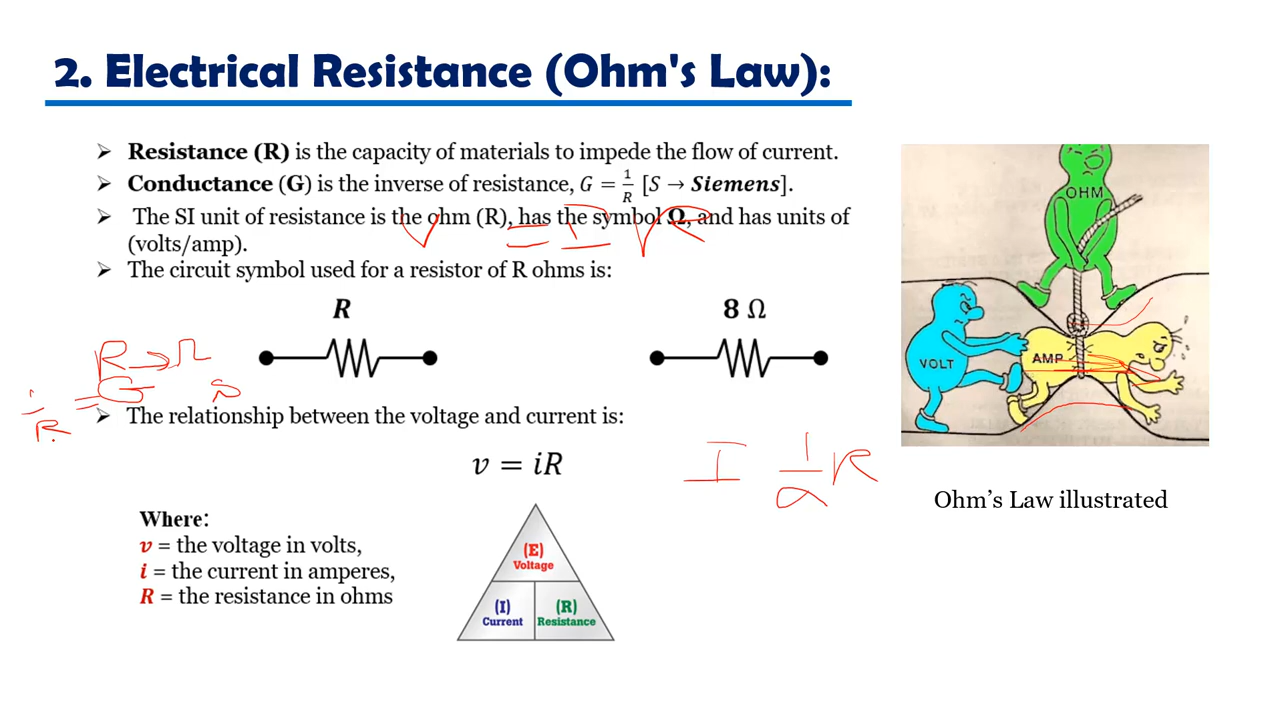 2. Electrical Resistance (Ohm's Law):
➢ Resistance (R) is the capacity of materials to impede the flow of current.
➢ Conductance (G) is the inverse of resistance, G = 1/R [S → Siemens].
➢ The SI unit of resistance is the ohm (R), has the symbol Ω, and has units of
(volts/amp).
V = I R
➢ The circuit symbol used for a resistor of R ohms is:
R
8 Ω
R → Ω
1/R = G S
➢ The relationship between the voltage and current is:
v = iR
I 1/α R
Where:
v = the voltage in volts,
i = the current in amperes,
R = the resistance in ohms
(E)
Voltage
(I)
Current
(R)
Resistance
OHM
VOLT
AMP
Ohm's Law illustrated